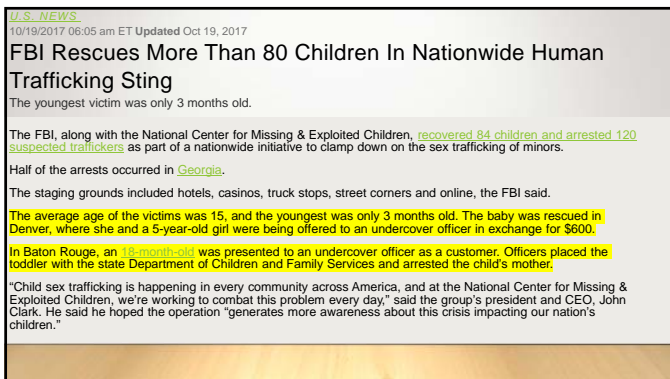 U.S. NEWS
10/19/2017 06:05 am ET Updated Oct 19, 2017
FBI Rescues More Than 80 Children In Nationwide Human
Trafficking Sting
The youngest victim was only 3 months old.
The FBI, along with the National Center for Missing & Exploited Children, recovered 84 children and arrested 120
suspected traffickers as part of a nationwide initiative to clamp down on the sex trafficking of minors.
Half of the arrests occurred in Georgia.
The staging grounds included hotels, casinos, truck stops, street corners and online, the FBI said.
The average age of the victims was 15, and the youngest was only 3 months old. The baby was rescued in
Denver, where she and a 5-year-old girl were being offered to an undercover officer in exchange for $600.
In Baton Rouge, an 18-month-old was presented to an undercover officer as a customer. Officers placed the
toddler with the state Department of Children and Family Services and arrested the child's mother.
“Child sex trafficking is happening in every community across America, and at the National Center for Missing &
Exploited Children, we’re working to combat this problem every day,” said the group’s president and CEO, John
Clark. He said he hoped the operation “generates more awareness about this crisis impacting our nation’s
children.”